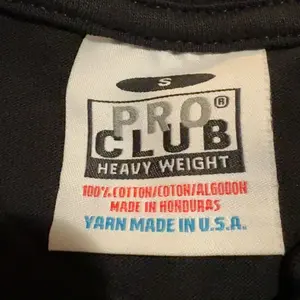 S
PRO®
CLUB
HEAVY WEIGHT
100% COTTON/COTON/ALGODON
MADE IN HONDURAS
YARN MADE IN U.S.A.